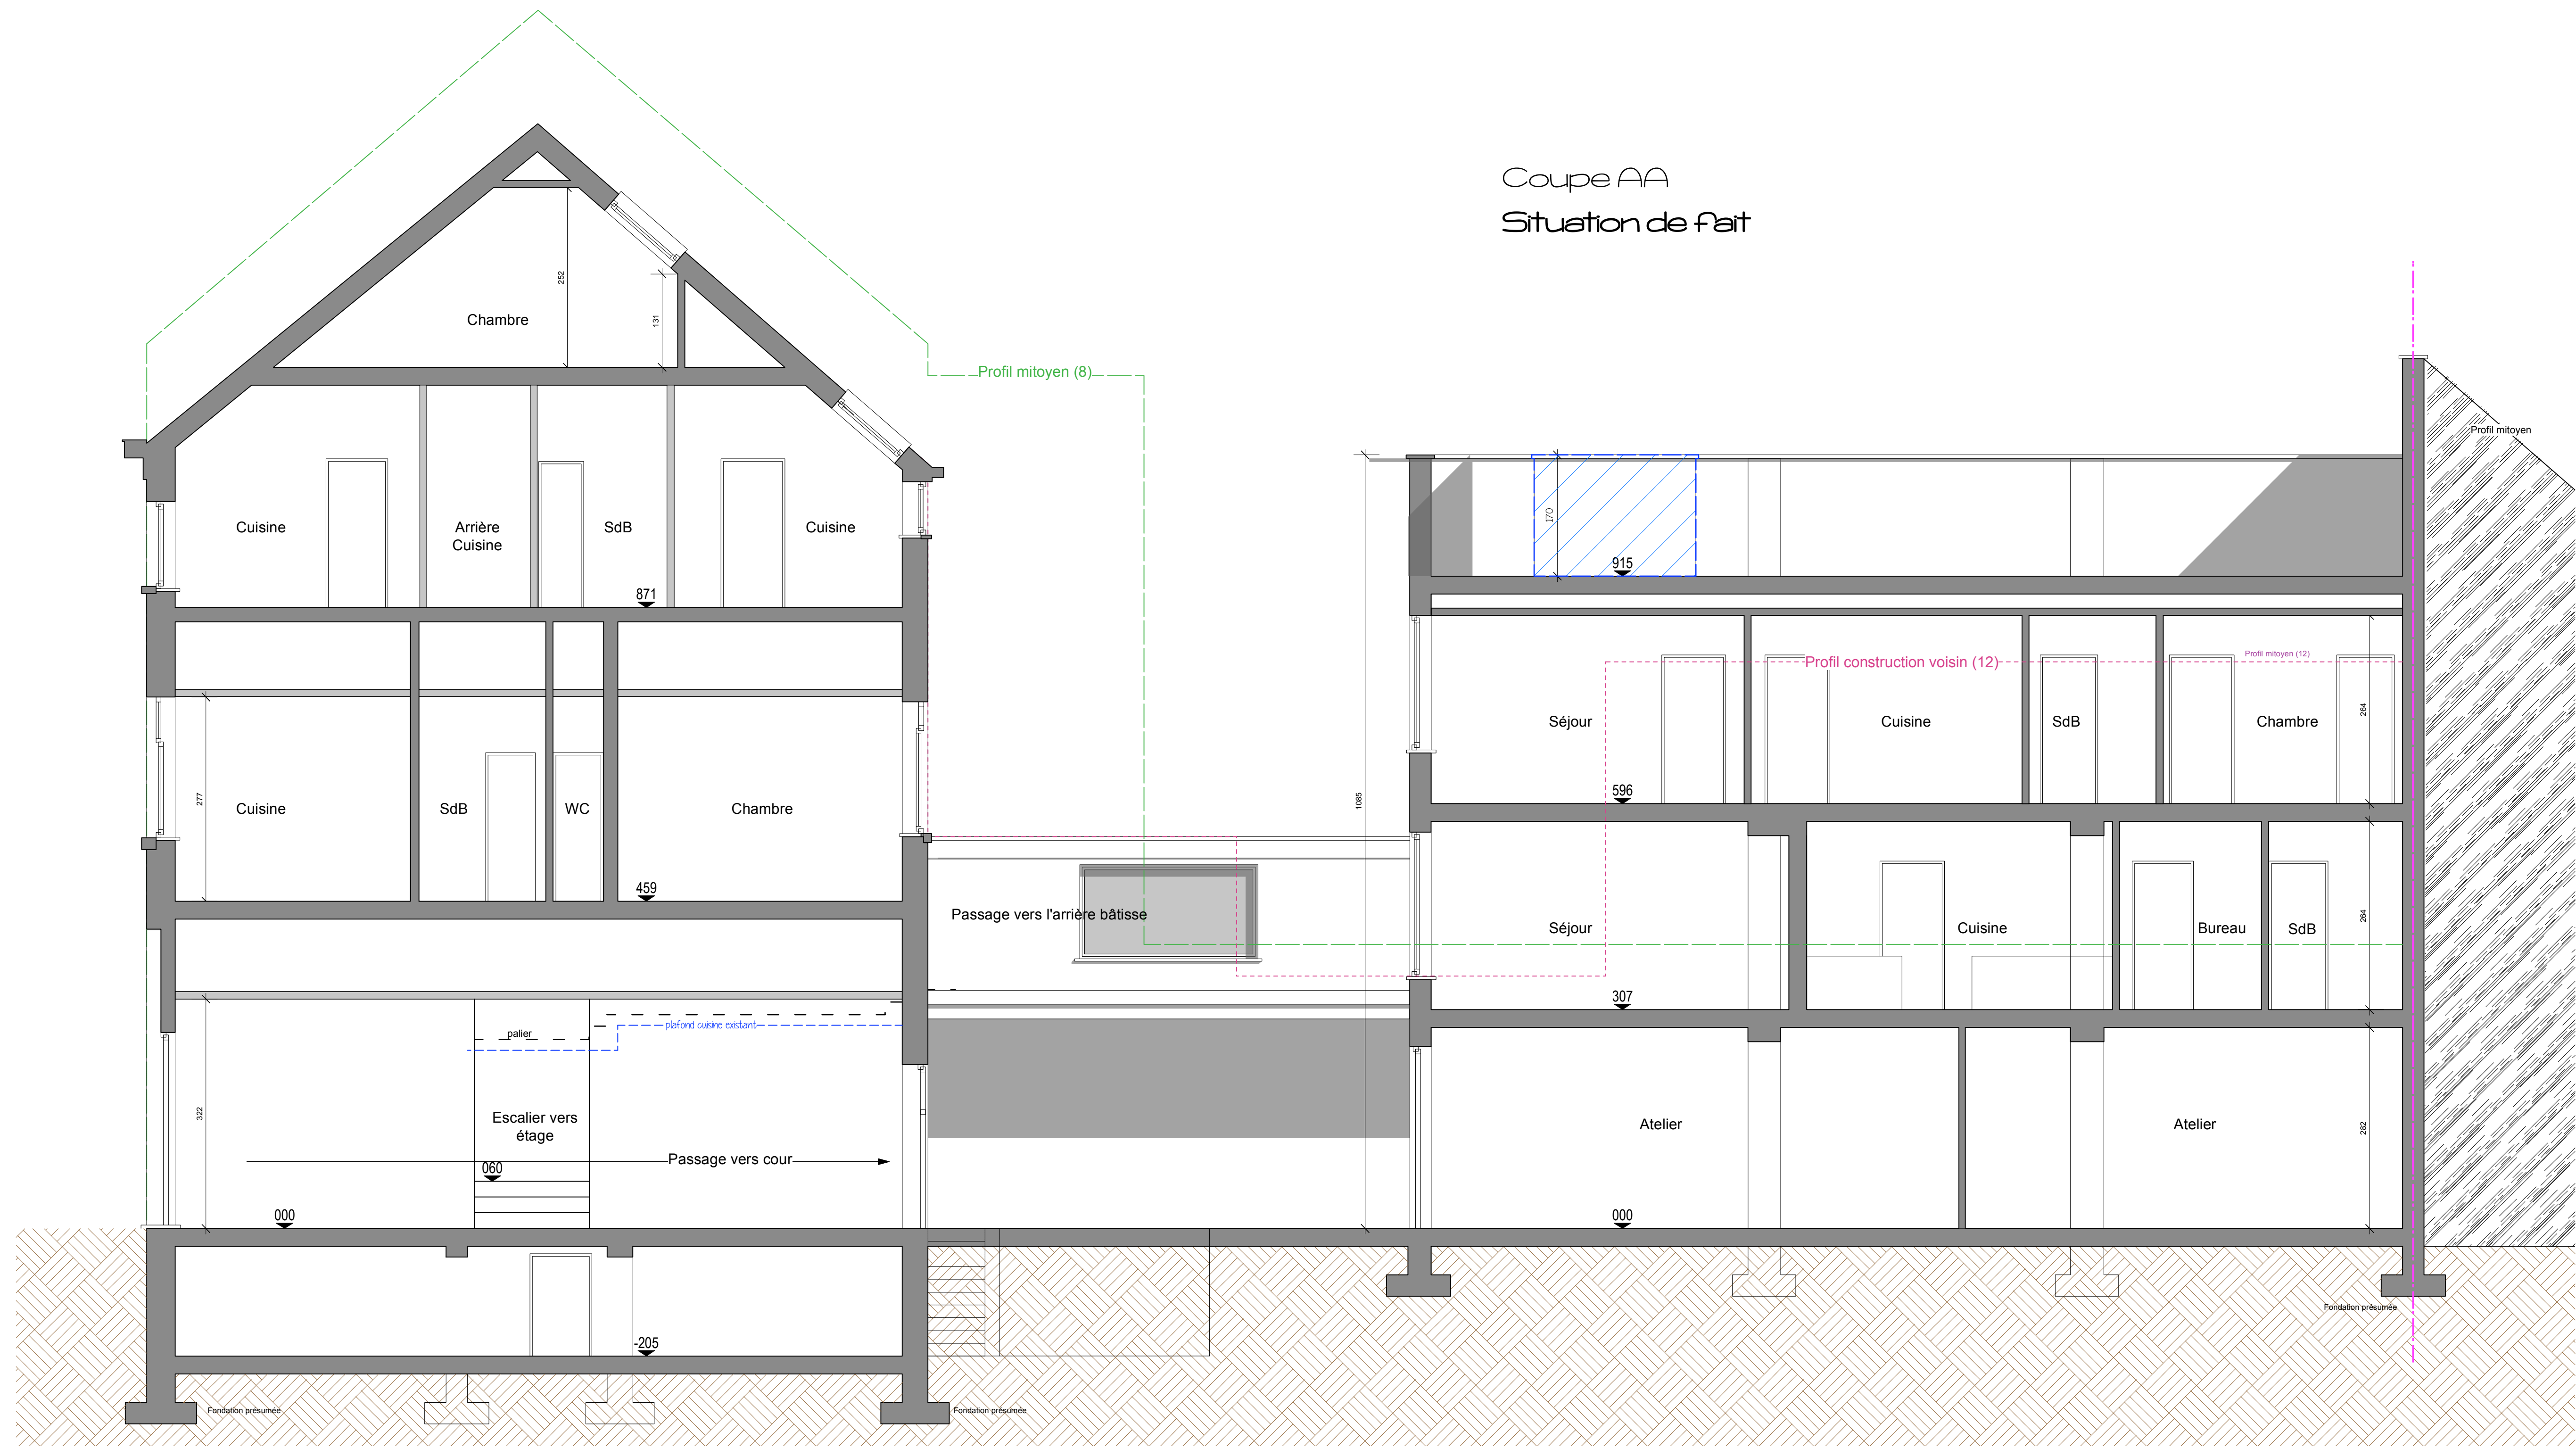 Coupe AA
Situation de fait
252
131
Chambre
Profil mitoyen (8)
Profil mitoyen
Cuisine
Arrière
Cuisine
SdB
Cuisine
170
915
871
Profil mitoyen (12)
Profil construction voisin (12)
Séjour
Cuisine
SdB
Chambre
264
596
277
Cuisine
SdB
WC
Chambre
1085
459
Passage vers l'arrière bâtisse
Séjour
Cuisine
Bureau
SdB
264
307
palier
plafond cuisine existant
322
Escalier vers
étage
Atelier
Atelier
282
Passage vers cour
060
000
000
Fondation présumée
-205
Fondation présumée
Fondation présumée